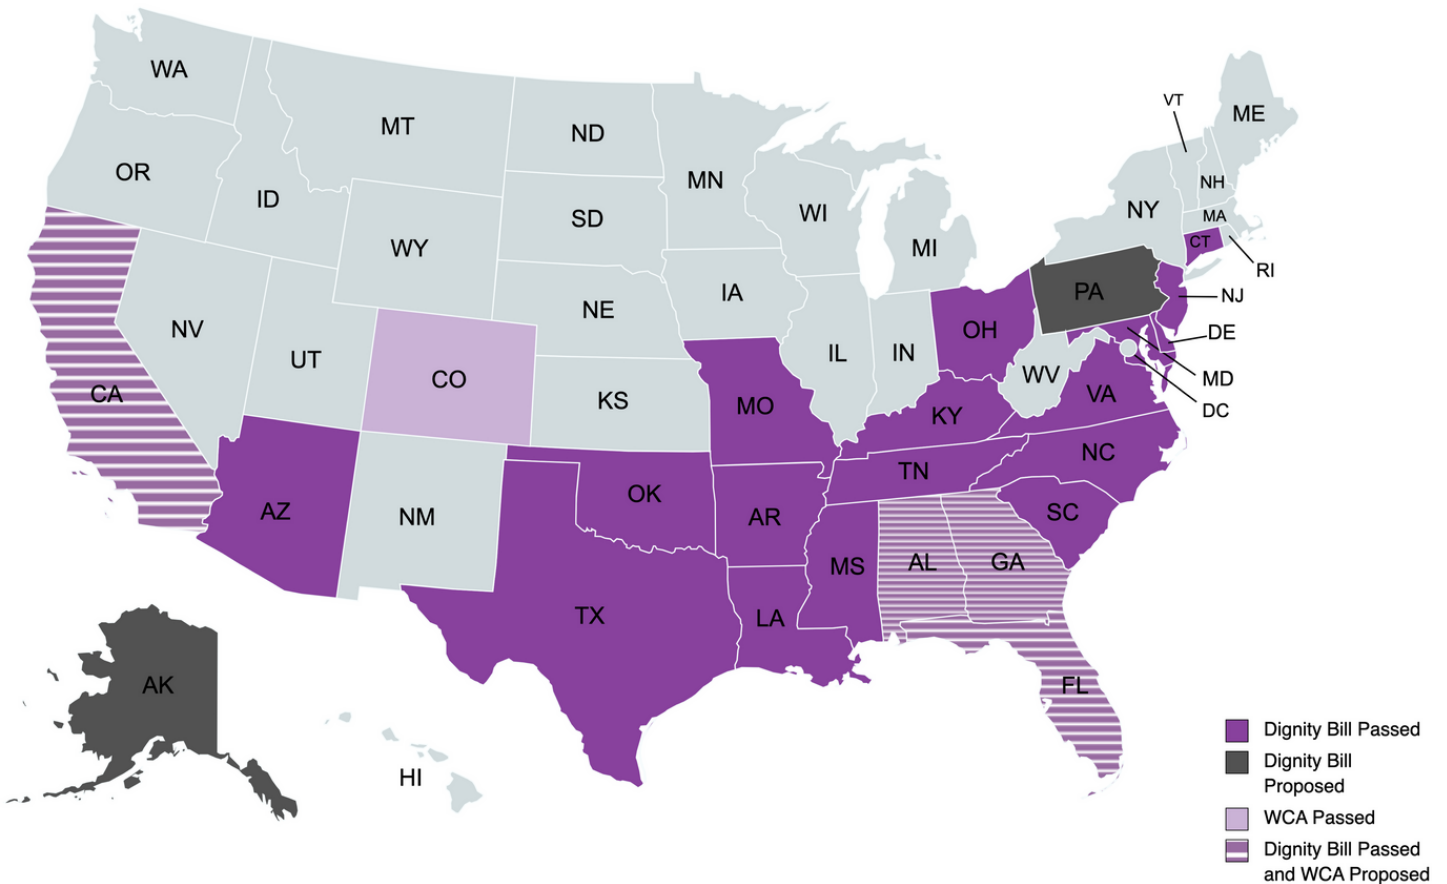 WA
MT
ND
MN
OR
ID
SD
WI
MI
WY
NE
IA
NV
UT
CO
KS
IL
IN
OH
PA
NY
VT
NH
ME
MA
CT
RI
NJ
DE
MD
DC
WV
VA
CA
MO
KY
NC
AZ
NM
OK
AR
TN
SC
TX
LA
MS
AL
GA
FL
AK
HI
Dignity Bill Passed
Dignity Bill
Proposed
WCA Passed
Dignity Bill Passed
and WCA Proposed